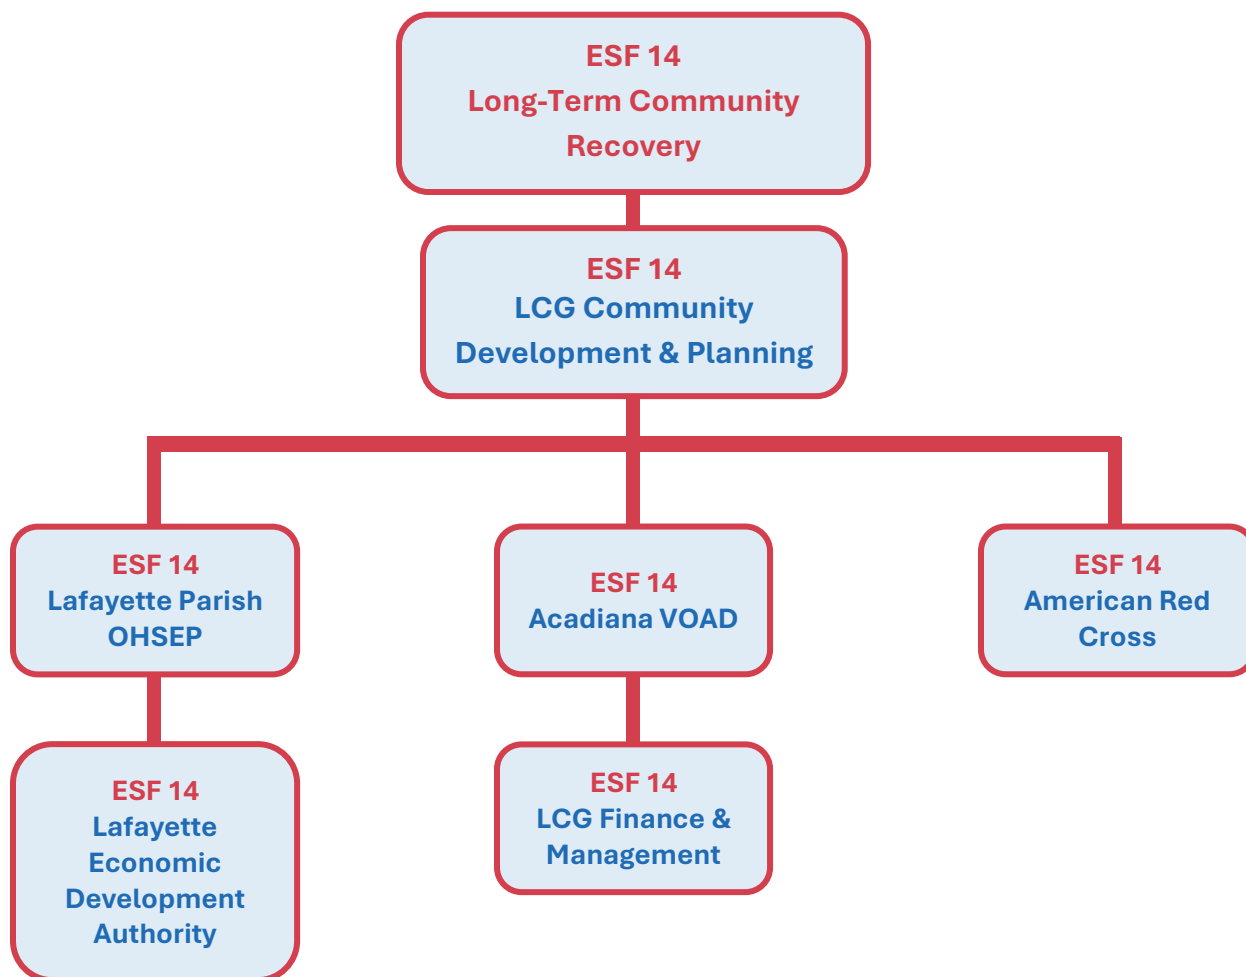 ESF 14
Long-Term Community
Recovery
ESF 14
LCG Community
Development & Planning
ESF 14
Lafayette Parish
OHSEP
ESF 14
Acadiana VOAD
ESF 14
American Red
Cross
ESF 14
Lafayette
Economic
Development
Authority
ESF 14
LCG Finance &
Management